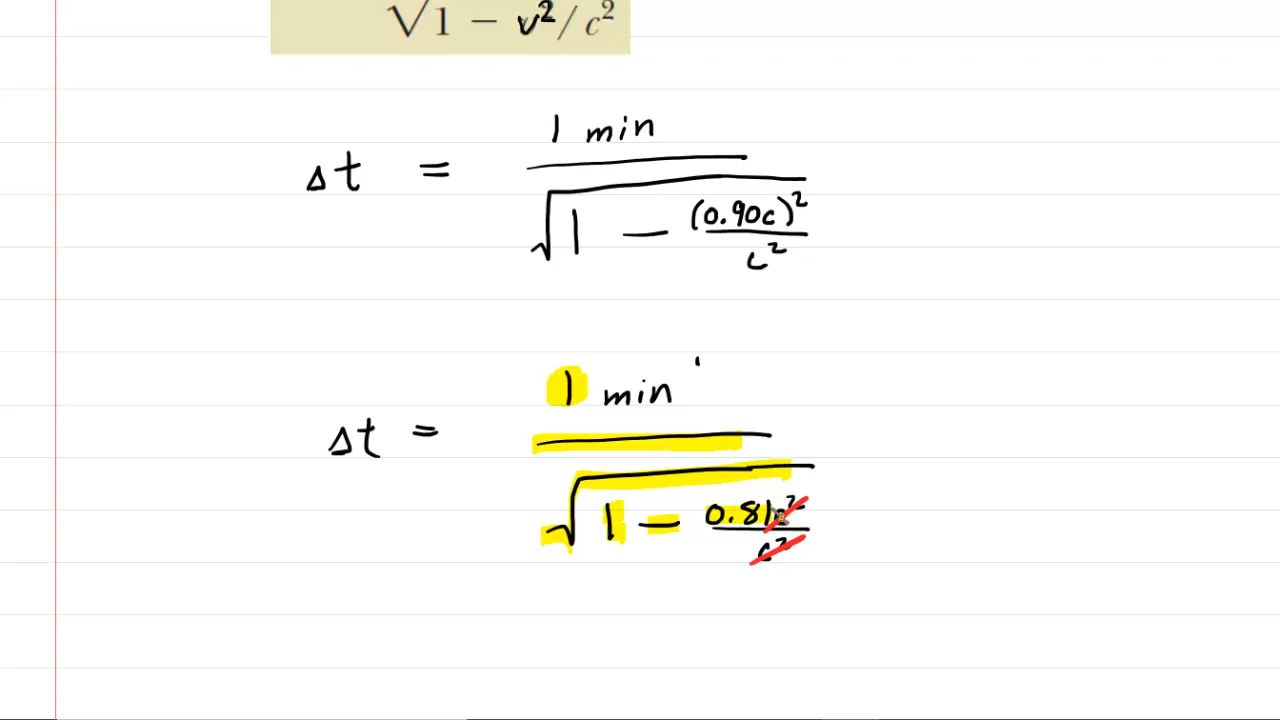 √1 − v²/c²
1 min
Δt =
√1 − (0.90c)²/c²
1 min
Δt =
√1 − 0.81c²/c²